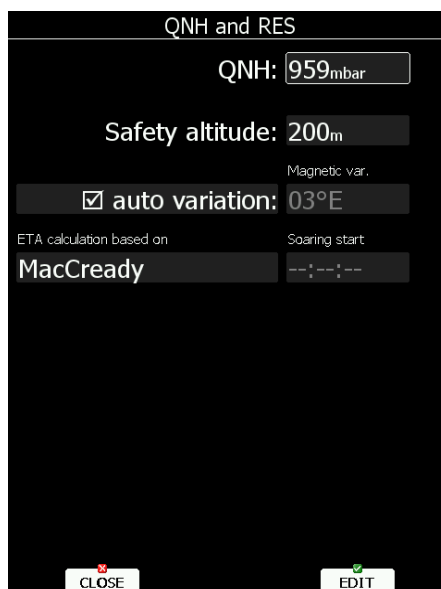 QNH and RES
QNH: 959mbar
Safety altitude: 200m
Magnetic var.
auto variation: 03°E
ETA calculation based on Soaring start
MacCready --:--:--
CLOSE EDIT